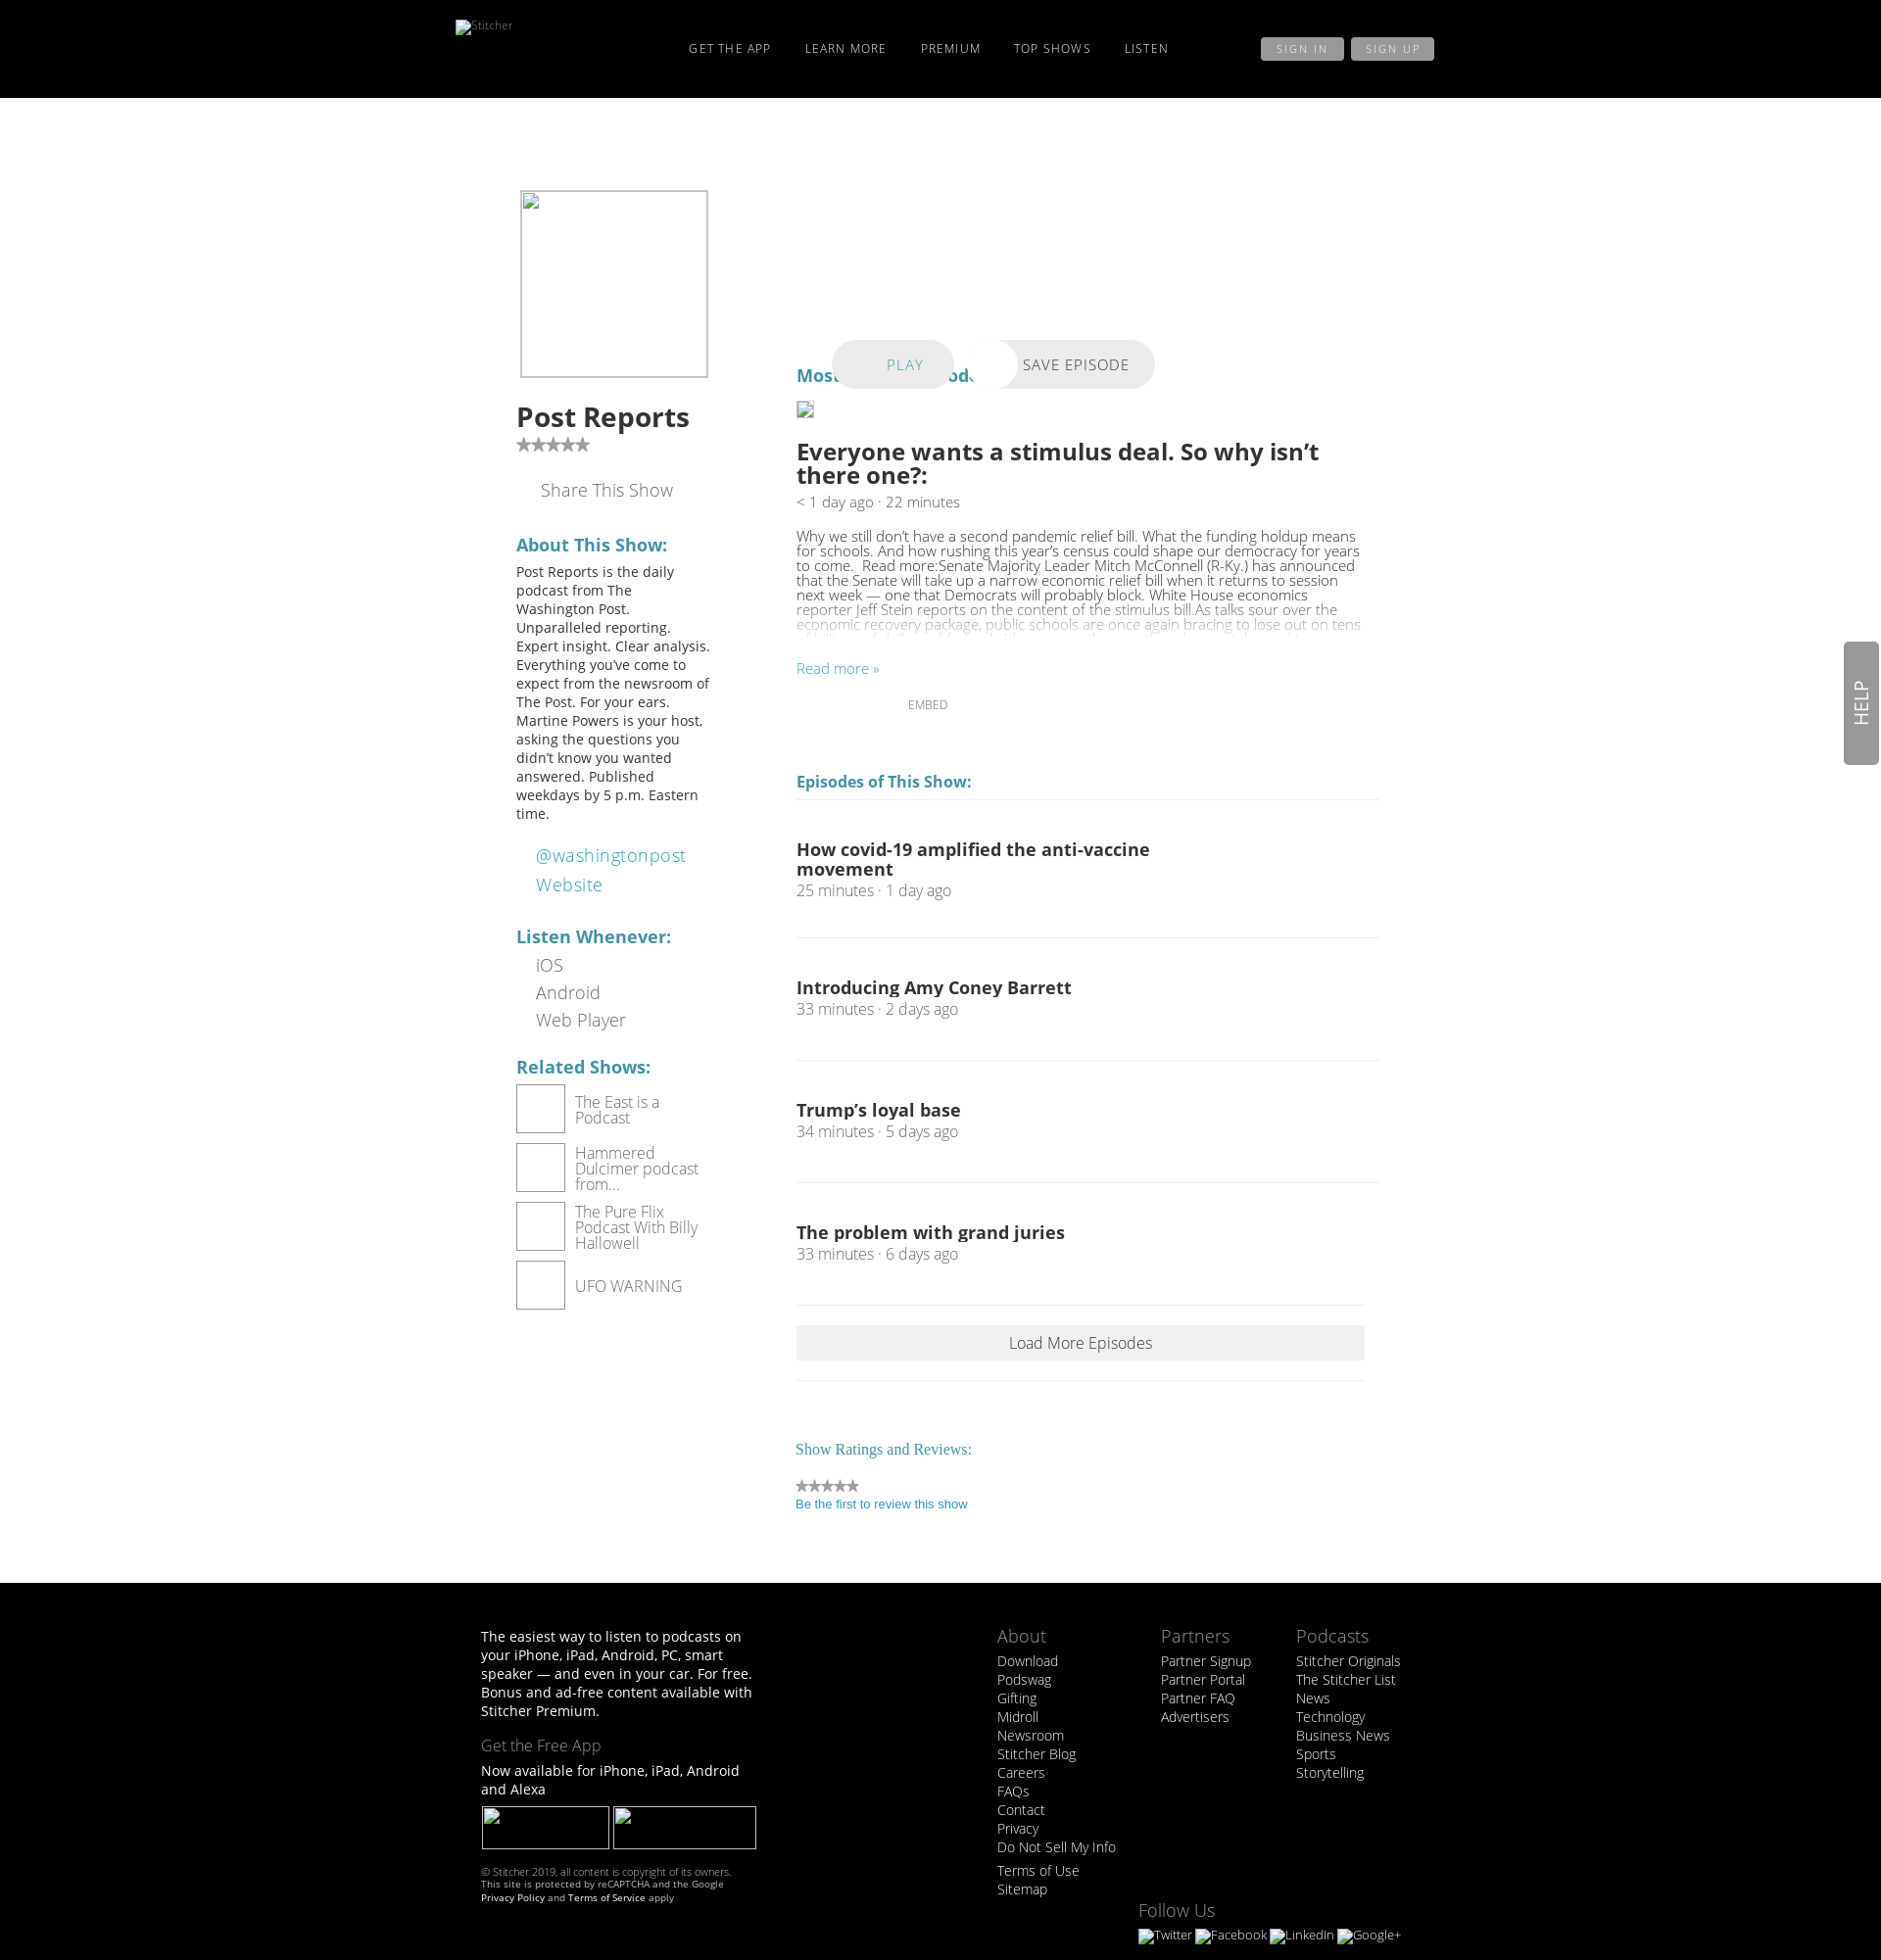 Stitcher
GET THE APP
LEARN MORE
PREMIUM
TOP SHOWS
LISTEN
SIGN IN
SIGN UP
Post Reports
★★★★★
Share This Show
About This Show:
Post Reports is the daily
podcast from The
Washington Post.
Unparalleled reporting.
Expert insight. Clear analysis.
Everything you’ve come to
expect from the newsroom of
The Post. For your ears.
Martine Powers is your host,
asking the questions you
didn’t know you wanted
answered. Published
weekdays by 5 p.m. Eastern
time.
@washingtonpost
Website
Listen Whenever:
iOS
Android
Web Player
Related Shows:
The East is a
Podcast
Hammered
Dulcimer podcast
from...
The Pure Flix
Podcast With Billy
Hallowell
UFO WARNING
PLAY
SAVE EPISODE
Most
Everyone wants a stimulus deal. So why isn’t
there one?:
< 1 day ago · 22 minutes
Why we still don’t have a second pandemic relief bill. What the funding holdup means
for schools. And how rushing this year’s census could shape our democracy for years
to come.  Read more:Senate Majority Leader Mitch McConnell (R-Ky.) has announced
that the Senate will take up a narrow economic relief bill when it returns to session
next week — one that Democrats will probably block. White House economics
reporter Jeff Stein reports on the content of the stimulus bill.As talks sour over the
economic recovery package, public schools are once again bracing to lose out on tens
Read more »
EMBED
Episodes of This Show:
How covid-19 amplified the anti-vaccine
movement
25 minutes · 1 day ago
Introducing Amy Coney Barrett
33 minutes · 2 days ago
Trump’s loyal base
34 minutes · 5 days ago
The problem with grand juries
33 minutes · 6 days ago
Load More Episodes
Show Ratings and Reviews:
★★★★★
Be the first to review this show
HELP
The easiest way to listen to podcasts on
your iPhone, iPad, Android, PC, smart
speaker — and even in your car. For free.
Bonus and ad-free content available with
Stitcher Premium.
Get the Free App
Now available for iPhone, iPad, Android
and Alexa
© Stitcher 2019, all content is copyright of its owners.
This site is protected by reCAPTCHA and the Google
Privacy Policy and Terms of Service apply
About
Download
Podswag
Gifting
Midroll
Newsroom
Stitcher Blog
Careers
FAQs
Contact
Privacy
Do Not Sell My Info
Terms of Use
Sitemap
Partners
Partner Signup
Partner Portal
Partner FAQ
Advertisers
Podcasts
Stitcher Originals
The Stitcher List
News
Technology
Business News
Sports
Storytelling
Follow Us
Twitter Facebook LinkedIn Google+